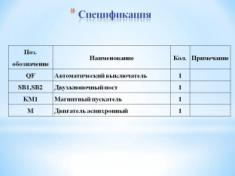 * Спецификация
Поз. обозначение Наименование Кол. Примечание
QF Автоматический выключатель 1
SB1,SB2 Двухкнопочный пост 1
KM1 Магнитный пускатель 1
M Двигатель асинхронный 1